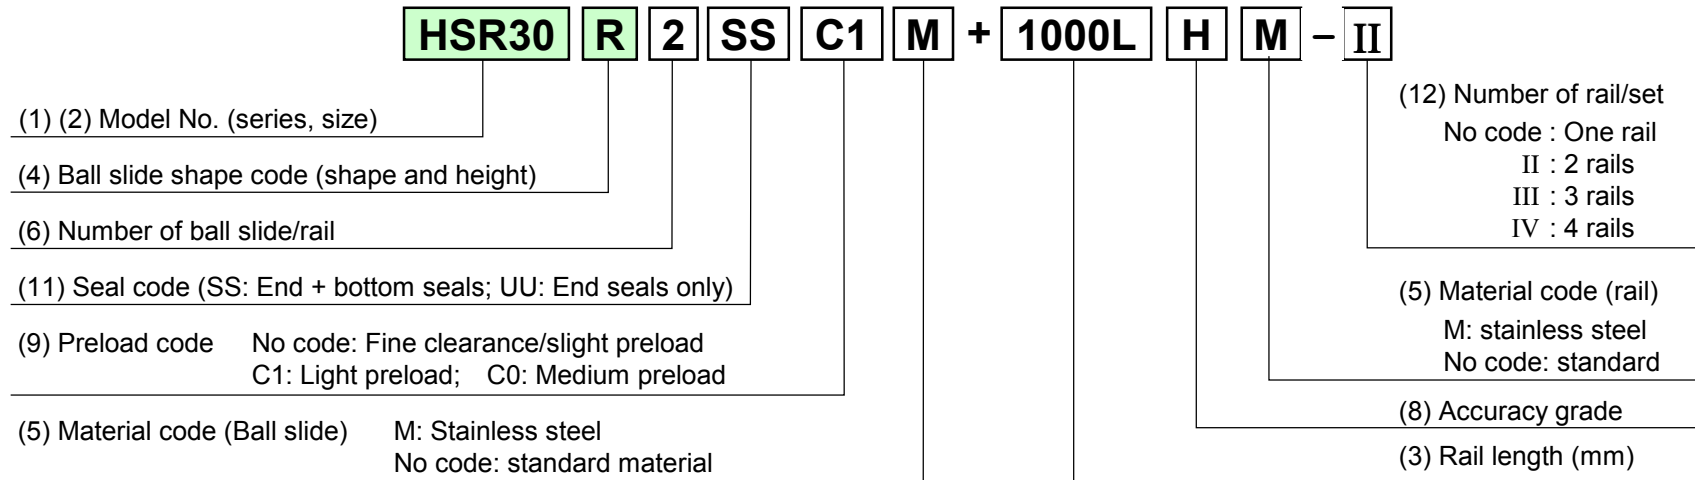 HSR30 R 2 SS C1 M + 1000L H M – II
(1) (2) Model No. (series, size)
(4) Ball slide shape code (shape and height)
(6) Number of ball slide/rail
(11) Seal code (SS: End + bottom seals; UU: End seals only)
(9) Preload code No code: Fine clearance/slight preload
C1: Light preload; C0: Medium preload
(5) Material code (Ball slide) M: Stainless steel
No code: standard material
(12) Number of rail/set
No code : One rail
II : 2 rails
III : 3 rails
IV : 4 rails
(5) Material code (rail)
M: stainless steel
No code: standard
(8) Accuracy grade
(3) Rail length (mm)